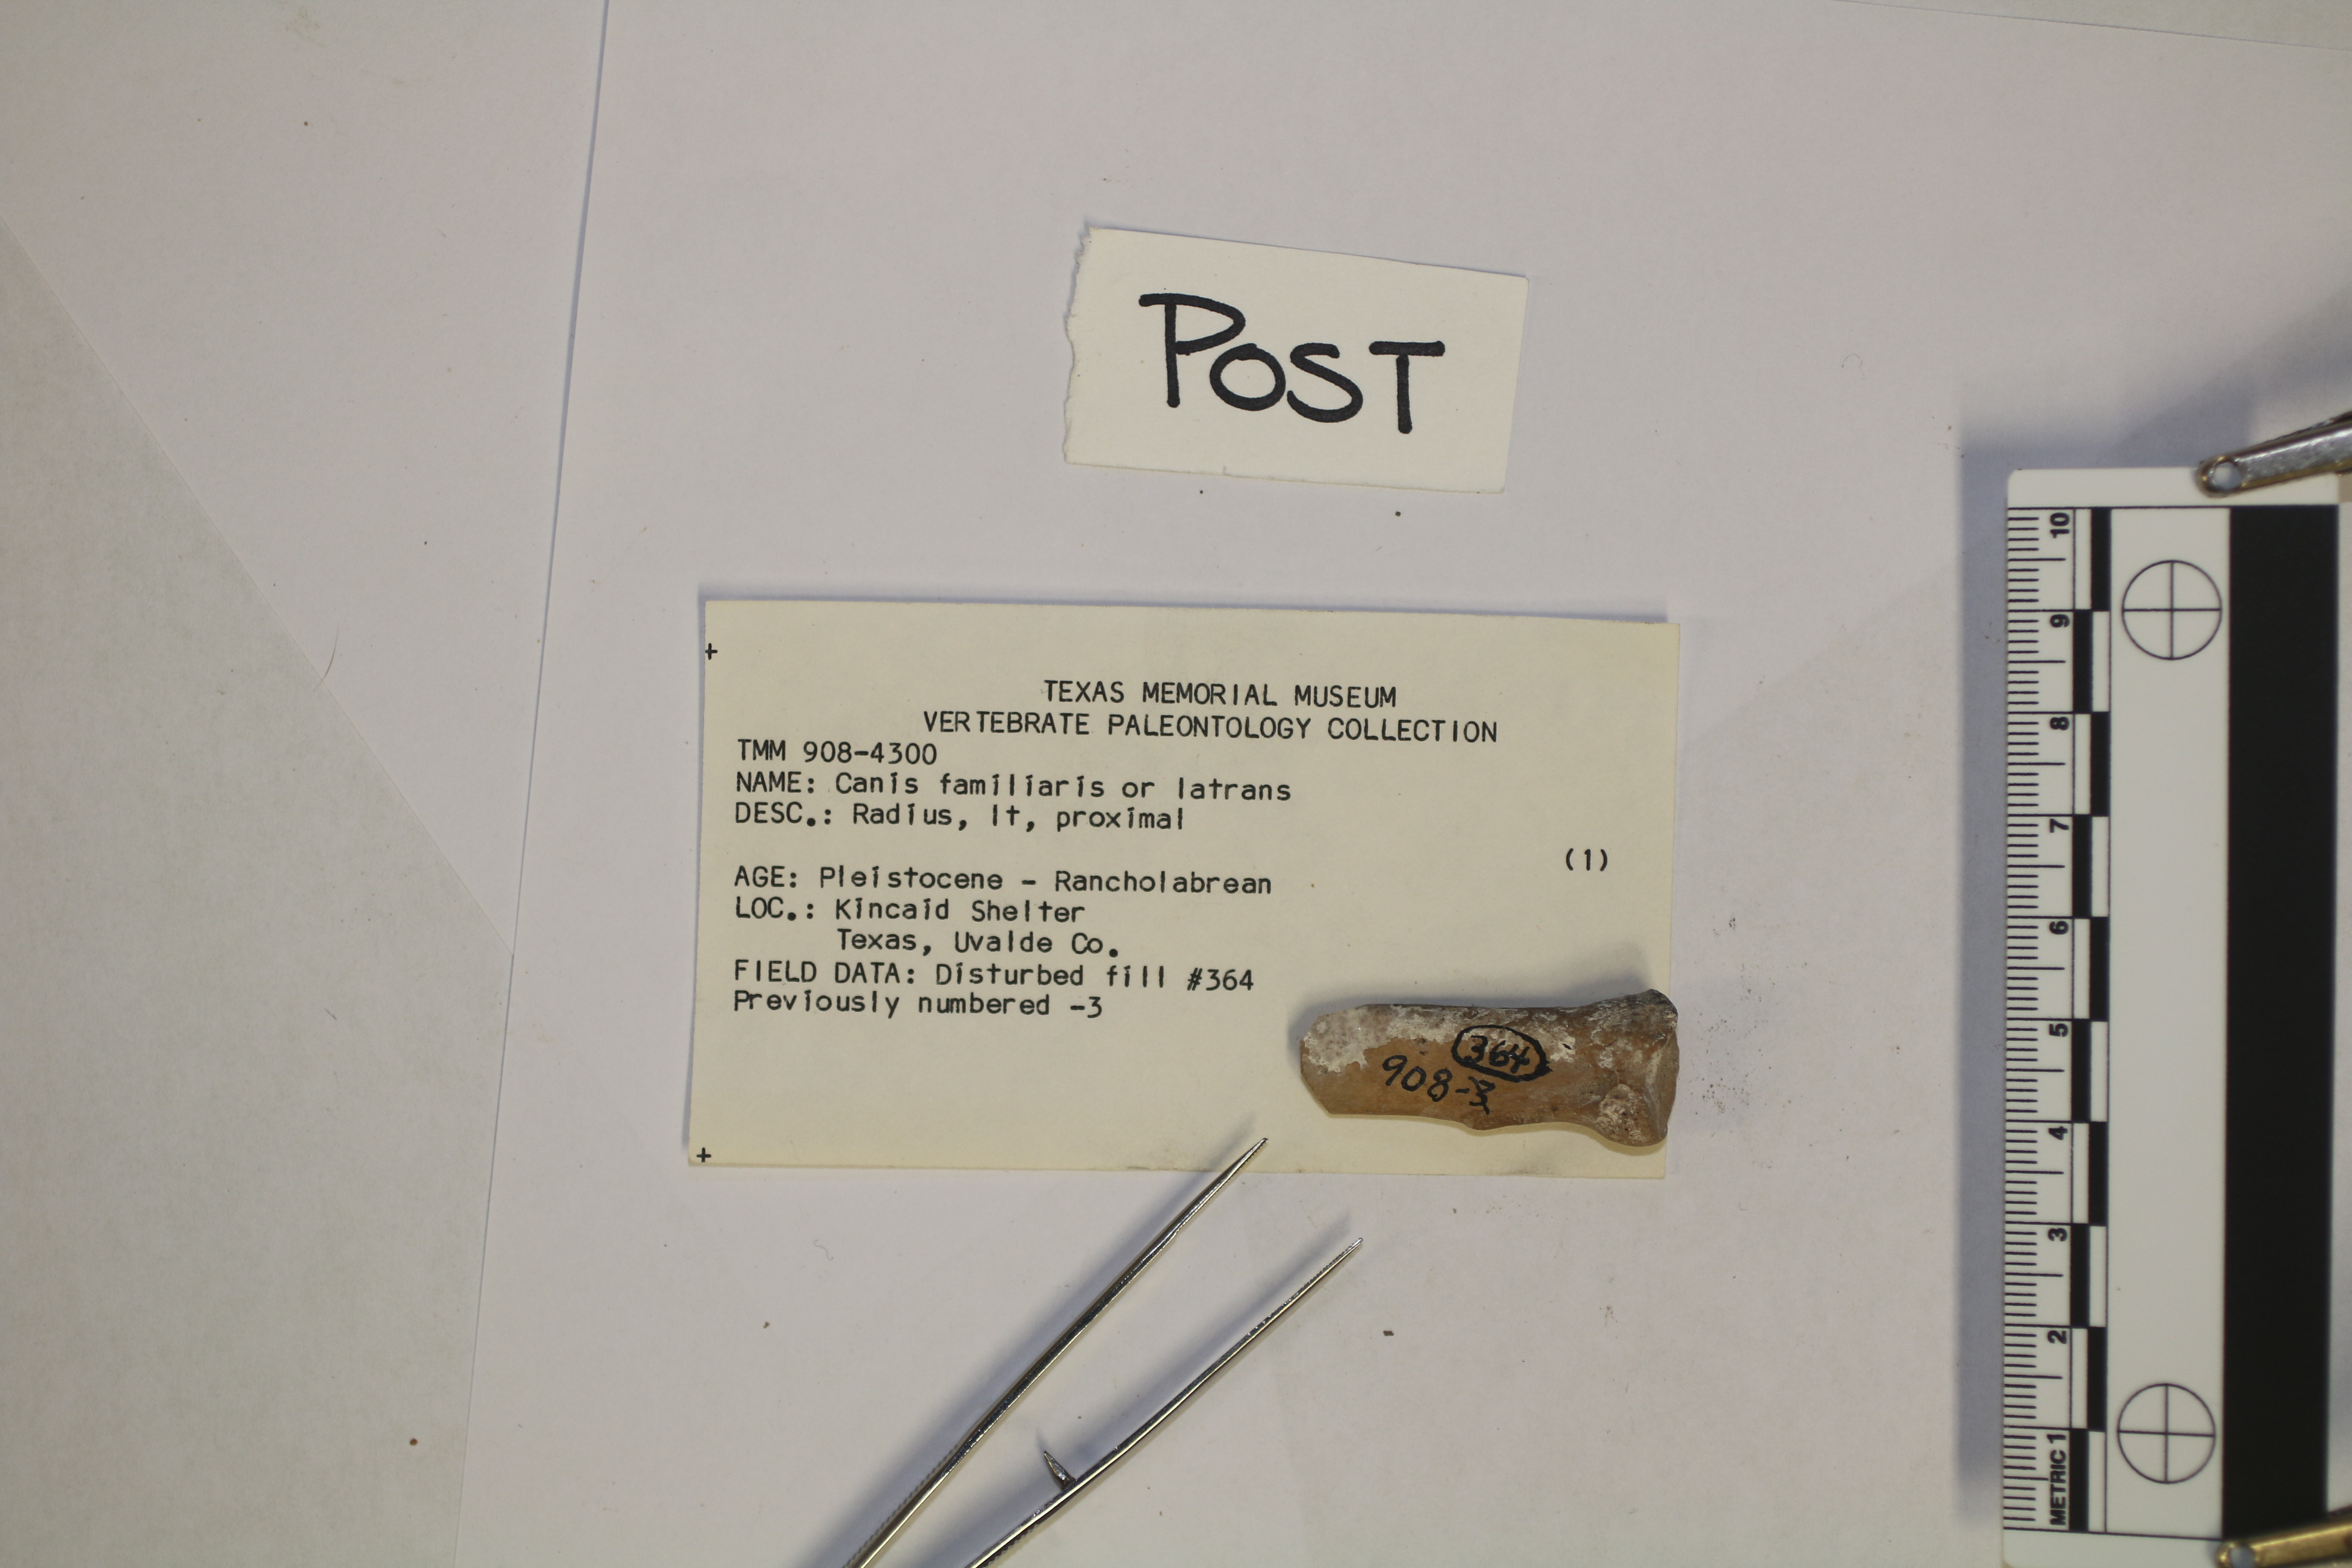 TEXAS MEMORIAL MUSEUM
VERTEBRATE PALEONTOLOGY COLLECTION
TMM 908-4300
NAME: Canis familiaris or latrans
DESC.: Radius, lt, proximal
(1)
AGE: Pleistocene - Rancholabrean
LOC.: Kincaid Shelter
Texas, Uvalde Co.
FIELD DATA: Disturbed fill #364
Previously numbered -3
POST
364
908-3
METRIC 1 2 3 4 5 6 7 8 9 10